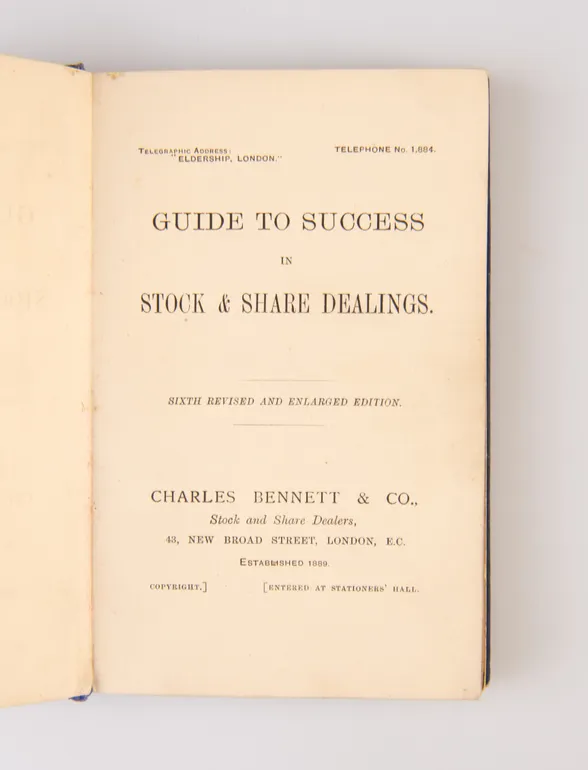 TELEGRAPHIC ADDRESS:
"ELDERSHIP, LONDON."
TELEPHONE No. 1,884.
GUIDE TO SUCCESS
IN
STOCK & SHARE DEALINGS.
SIXTH REVISED AND ENLARGED EDITION.
CHARLES BENNETT & CO.,
Stock and Share Dealers,
43, NEW BROAD STREET, LONDON, E.C.
ESTABLISHED 1889.
COPYRIGHT.] [ENTERED AT STATIONERS' HALL.